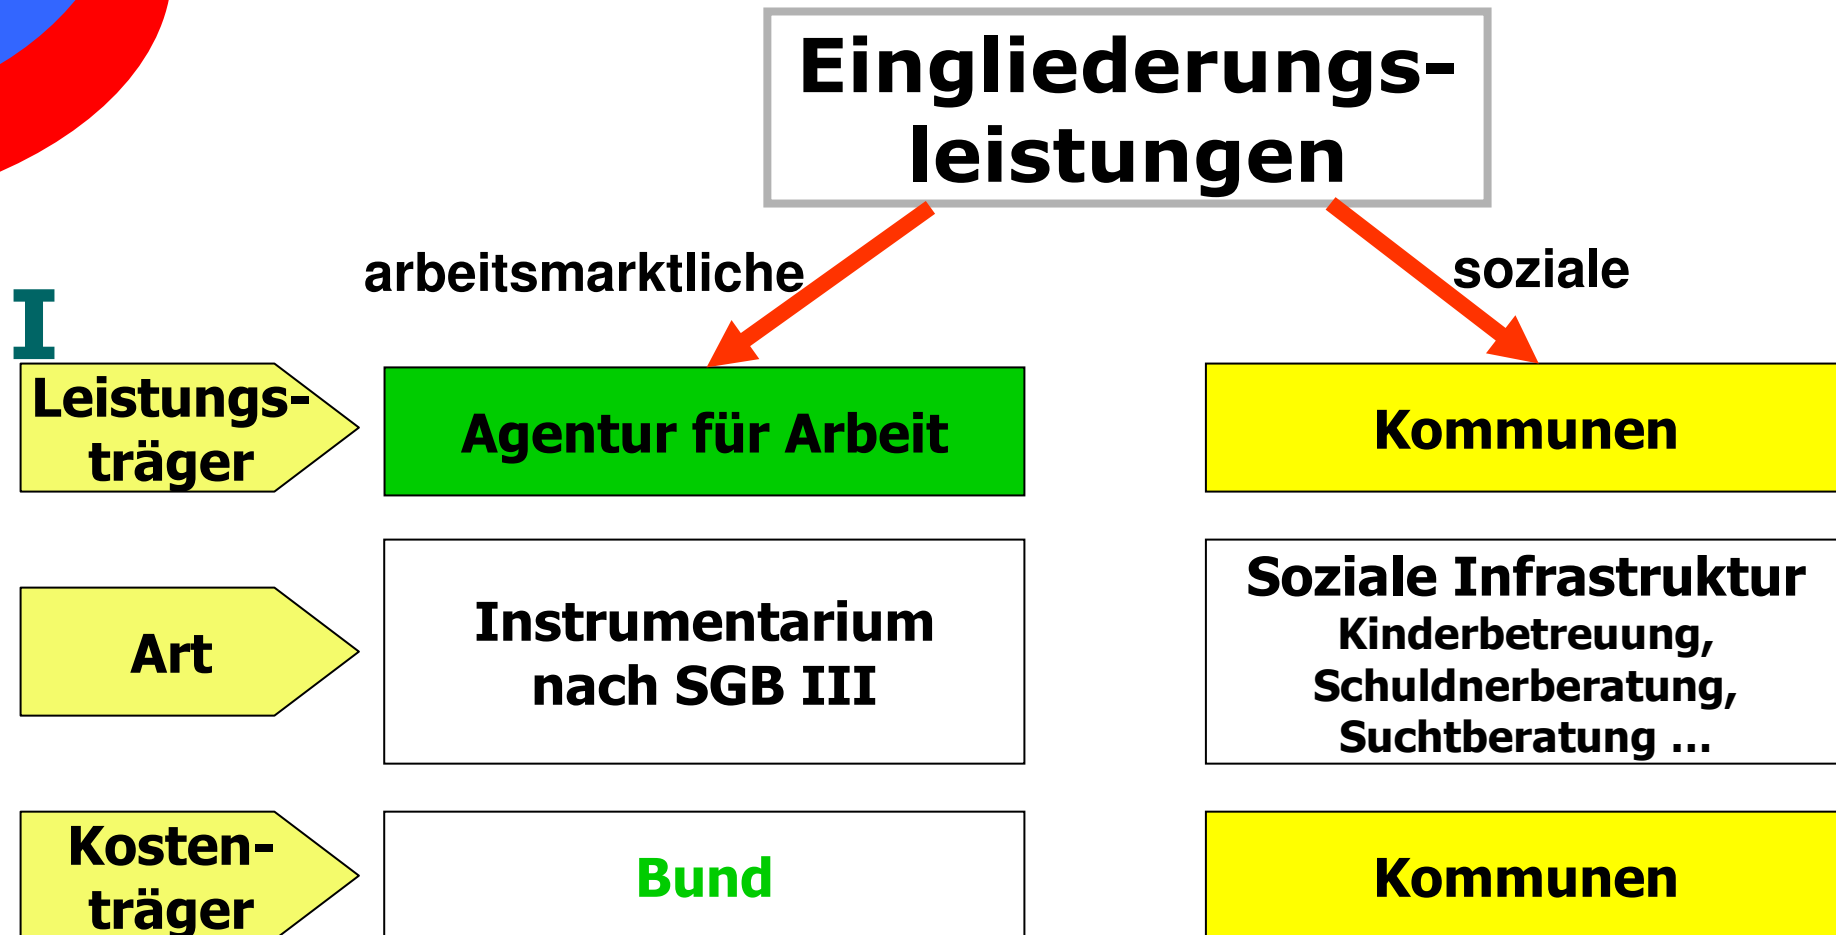 Eingliederungs-
leistungen
arbeitsmarktliche
soziale
I
Leistungs-
träger
Agentur für Arbeit
Kommunen
Art
Instrumentarium
nach SGB III
Soziale Infrastruktur
Kinderbetreuung,
Schuldnerberatung,
Suchtberatung ...
Kosten-
träger
Bund
Kommunen